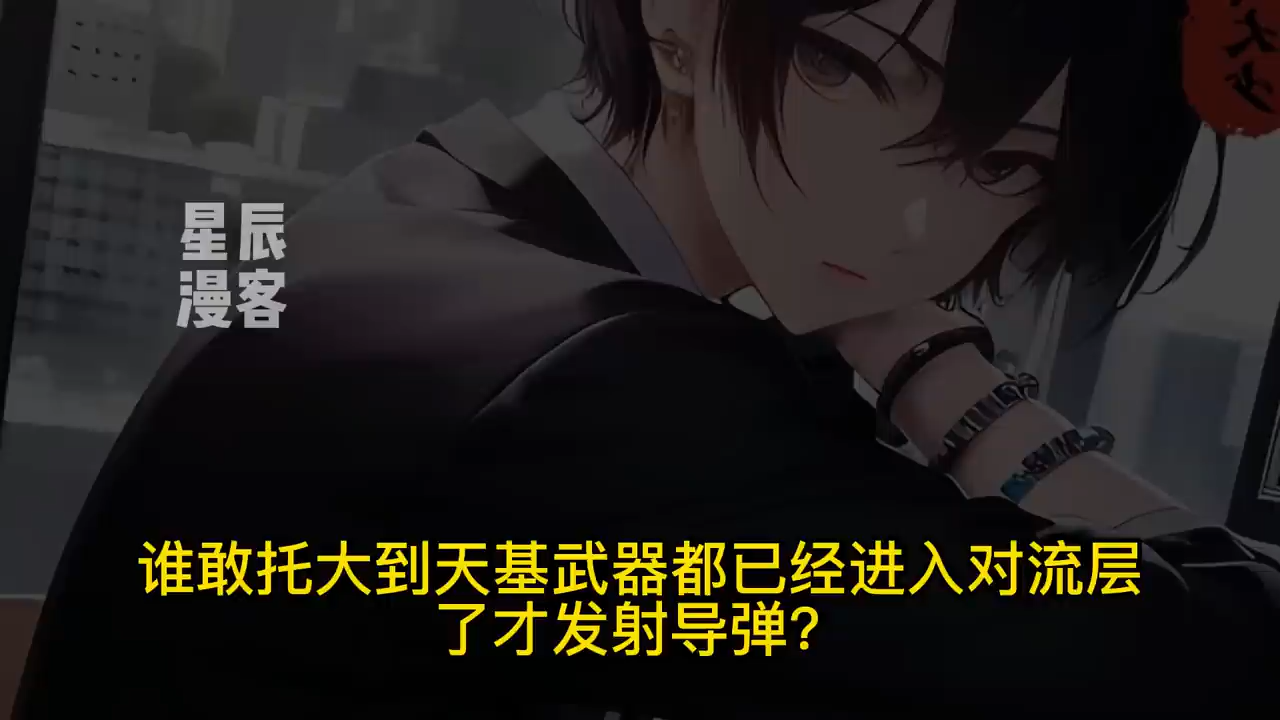 星辰
漫客
谁敢托大到天基武器都已经进入对流层
了才发射导弹？